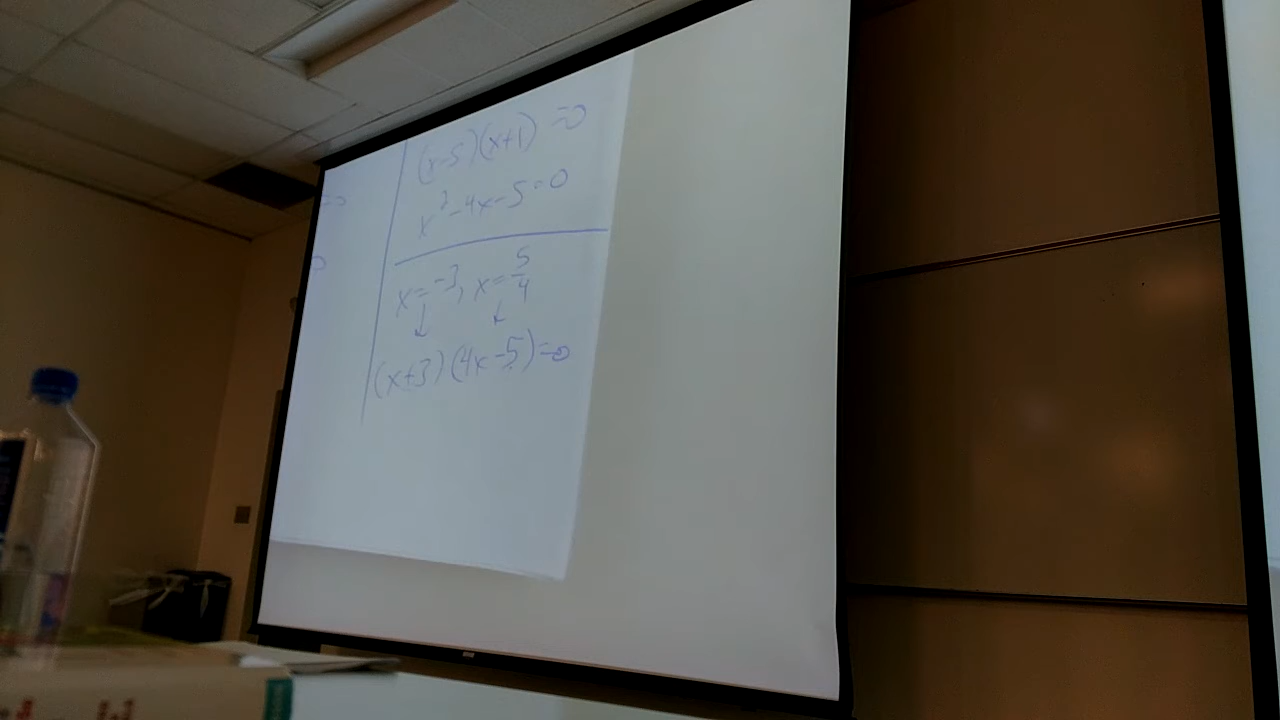 (x-5)(x+1) =0
x²-4x-5=0
x=-3, x=5/4
(x+3)(4x-5)=0